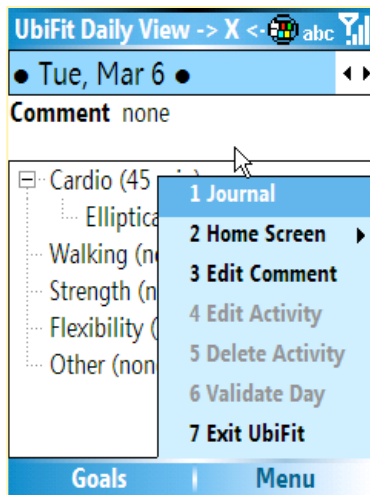 UbiFit Daily View -> X <- abc
• Tue, Mar 6 •
Comment none
Cardio (45
Elliptica
Walking (n
Strength (n
Flexibility (
Other (non
1 Journal
2 Home Screen
3 Edit Comment
4 Edit Activity
5 Delete Activity
6 Validate Day
7 Exit UbiFit
Goals Menu